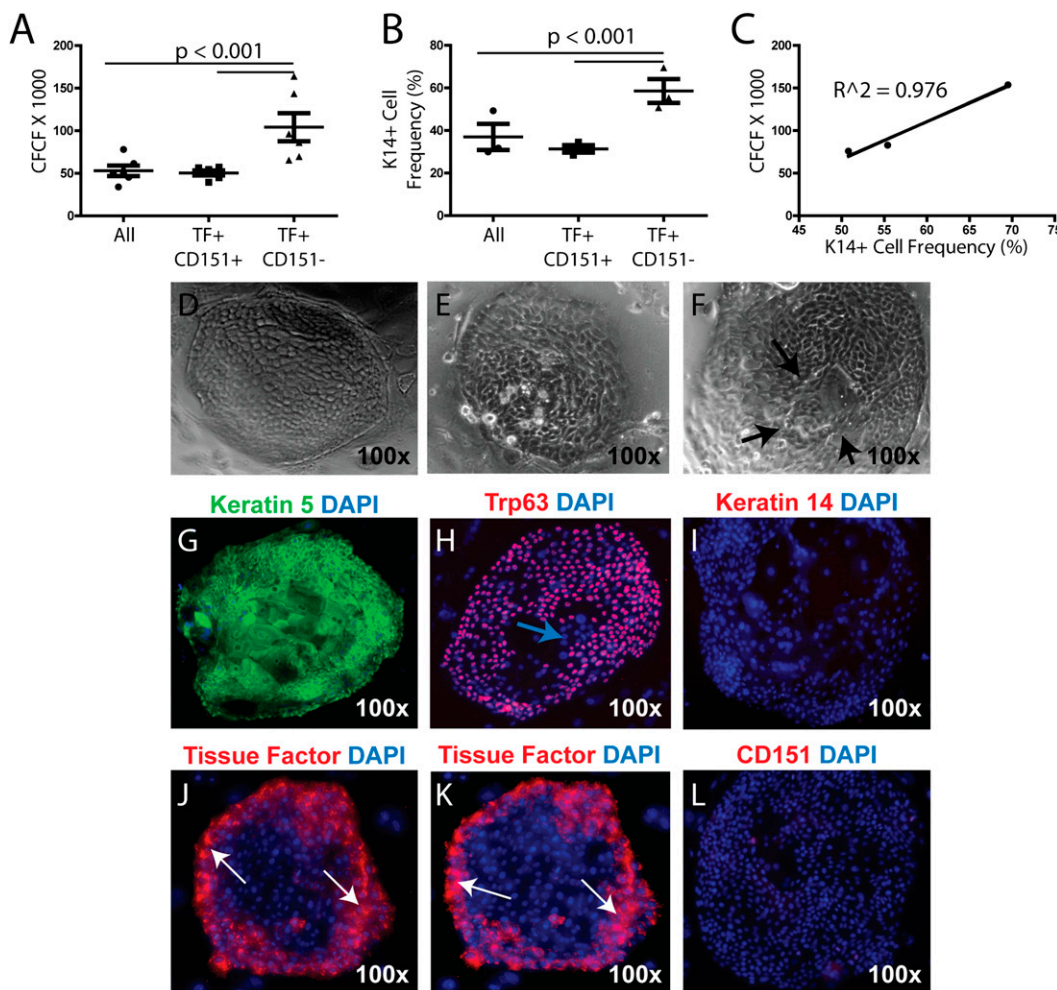 A
CFCF X 1000
200
150
100
50
0
p < 0.001
All
TF+
CD151+
TF+
CD151-
B
K14+ Cell
Frequency (%)
80
60
40
20
0
p < 0.001
All
TF+
CD151+
TF+
CD151-
C
CFCF X 1000
200
150
100
50
0
R^2 = 0.976
45 50 55 60 65 70 75
K14+ Cell Frequency (%)
D
100x
E
100x
F
100x
Keratin 5 DAPI
G
100x
Trp63 DAPI
H
100x
Keratin 14 DAPI
I
100x
Tissue Factor DAPI
J
100x
Tissue Factor DAPI
K
100x
CD151 DAPI
L
100x